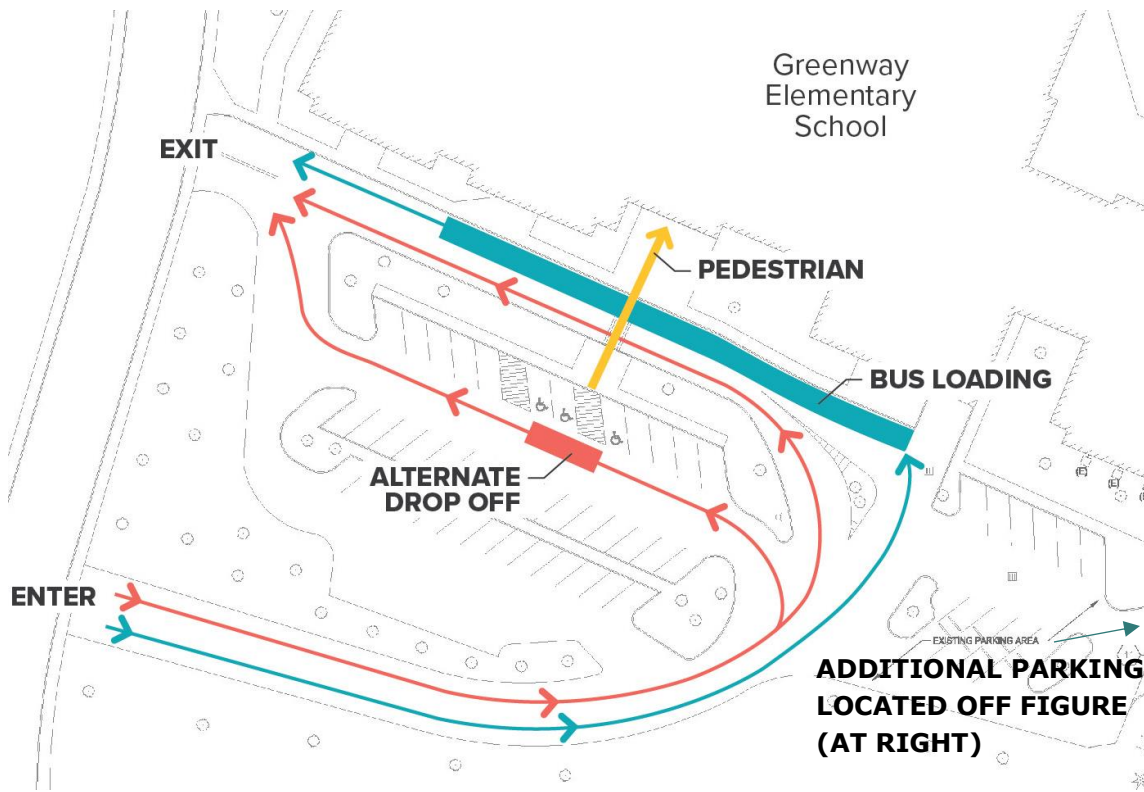 Greenway
Elementary
School
EXIT
PEDESTRIAN
BUS LOADING
ALTERNATE
DROP OFF
ENTER
EXISTING PARKING AREA
ADDITIONAL PARKING
LOCATED OFF FIGURE
(AT RIGHT)